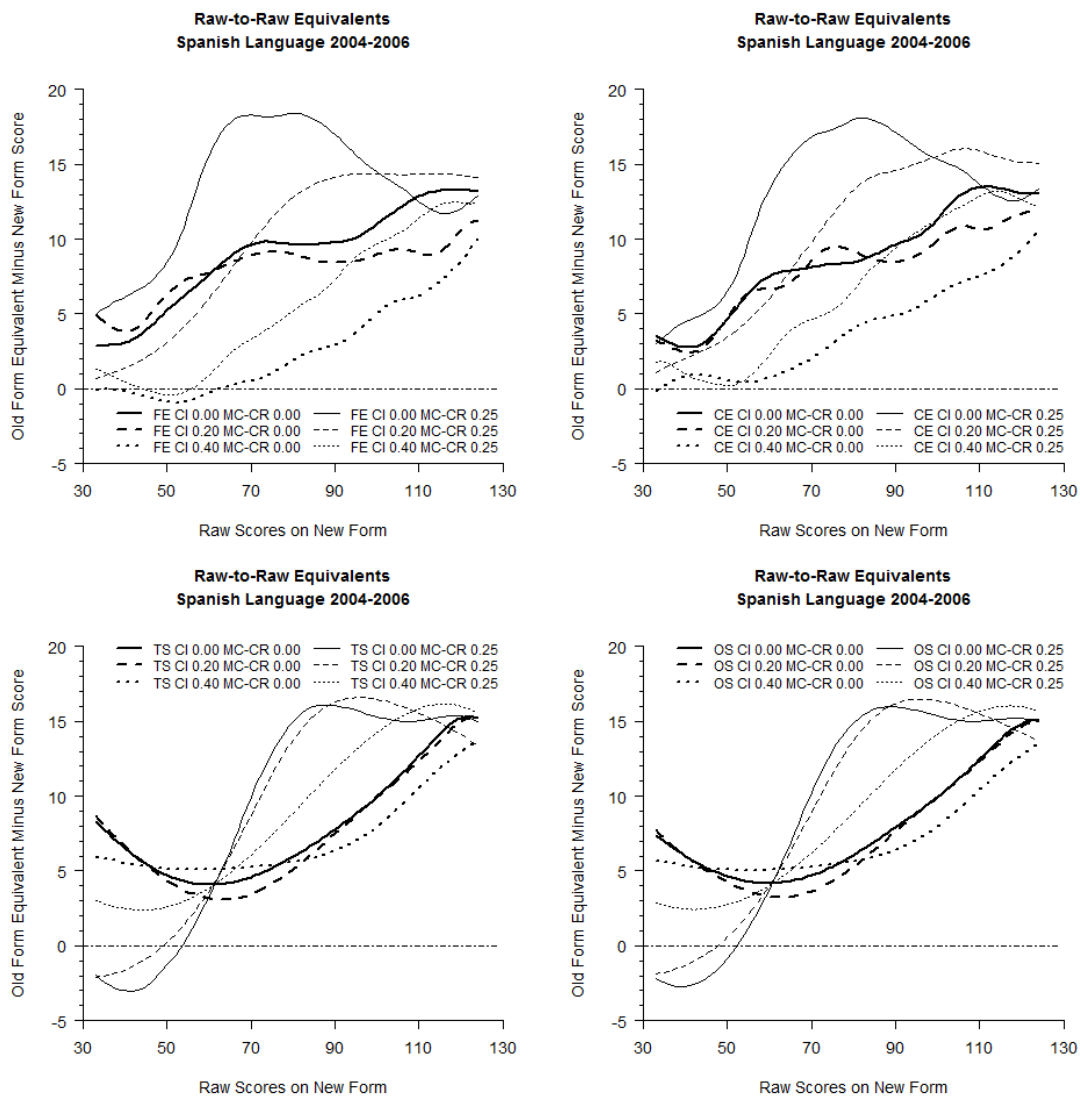 Raw-to-Raw Equivalents
Spanish Language 2004-2006
Old Form Equivalent Minus New Form Score
20
15
10
5
0
-5
FE CI 0.00 MC-CR 0.00 FE CI 0.00 MC-CR 0.25
FE CI 0.20 MC-CR 0.00 FE CI 0.20 MC-CR 0.25
FE CI 0.40 MC-CR 0.00 FE CI 0.40 MC-CR 0.25
30 50 70 90 110 130
Raw Scores on New Form
Raw-to-Raw Equivalents
Spanish Language 2004-2006
Old Form Equivalent Minus New Form Score
20
15
10
5
0
-5
CE CI 0.00 MC-CR 0.00 CE CI 0.00 MC-CR 0.25
CE CI 0.20 MC-CR 0.00 CE CI 0.20 MC-CR 0.25
CE CI 0.40 MC-CR 0.00 CE CI 0.40 MC-CR 0.25
30 50 70 90 110 130
Raw Scores on New Form
Raw-to-Raw Equivalents
Spanish Language 2004-2006
Old Form Equivalent Minus New Form Score
TS CI 0.00 MC-CR 0.00 TS CI 0.00 MC-CR 0.25
TS CI 0.20 MC-CR 0.00 TS CI 0.20 MC-CR 0.25
TS CI 0.40 MC-CR 0.00 TS CI 0.40 MC-CR 0.25
20
15
10
5
0
-5
30 50 70 90 110 130
Raw Scores on New Form
Raw-to-Raw Equivalents
Spanish Language 2004-2006
Old Form Equivalent Minus New Form Score
OS CI 0.00 MC-CR 0.00 OS CI 0.00 MC-CR 0.25
OS CI 0.20 MC-CR 0.00 OS CI 0.20 MC-CR 0.25
OS CI 0.40 MC-CR 0.00 OS CI 0.40 MC-CR 0.25
20
15
10
5
0
-5
30 50 70 90 110 130
Raw Scores on New Form